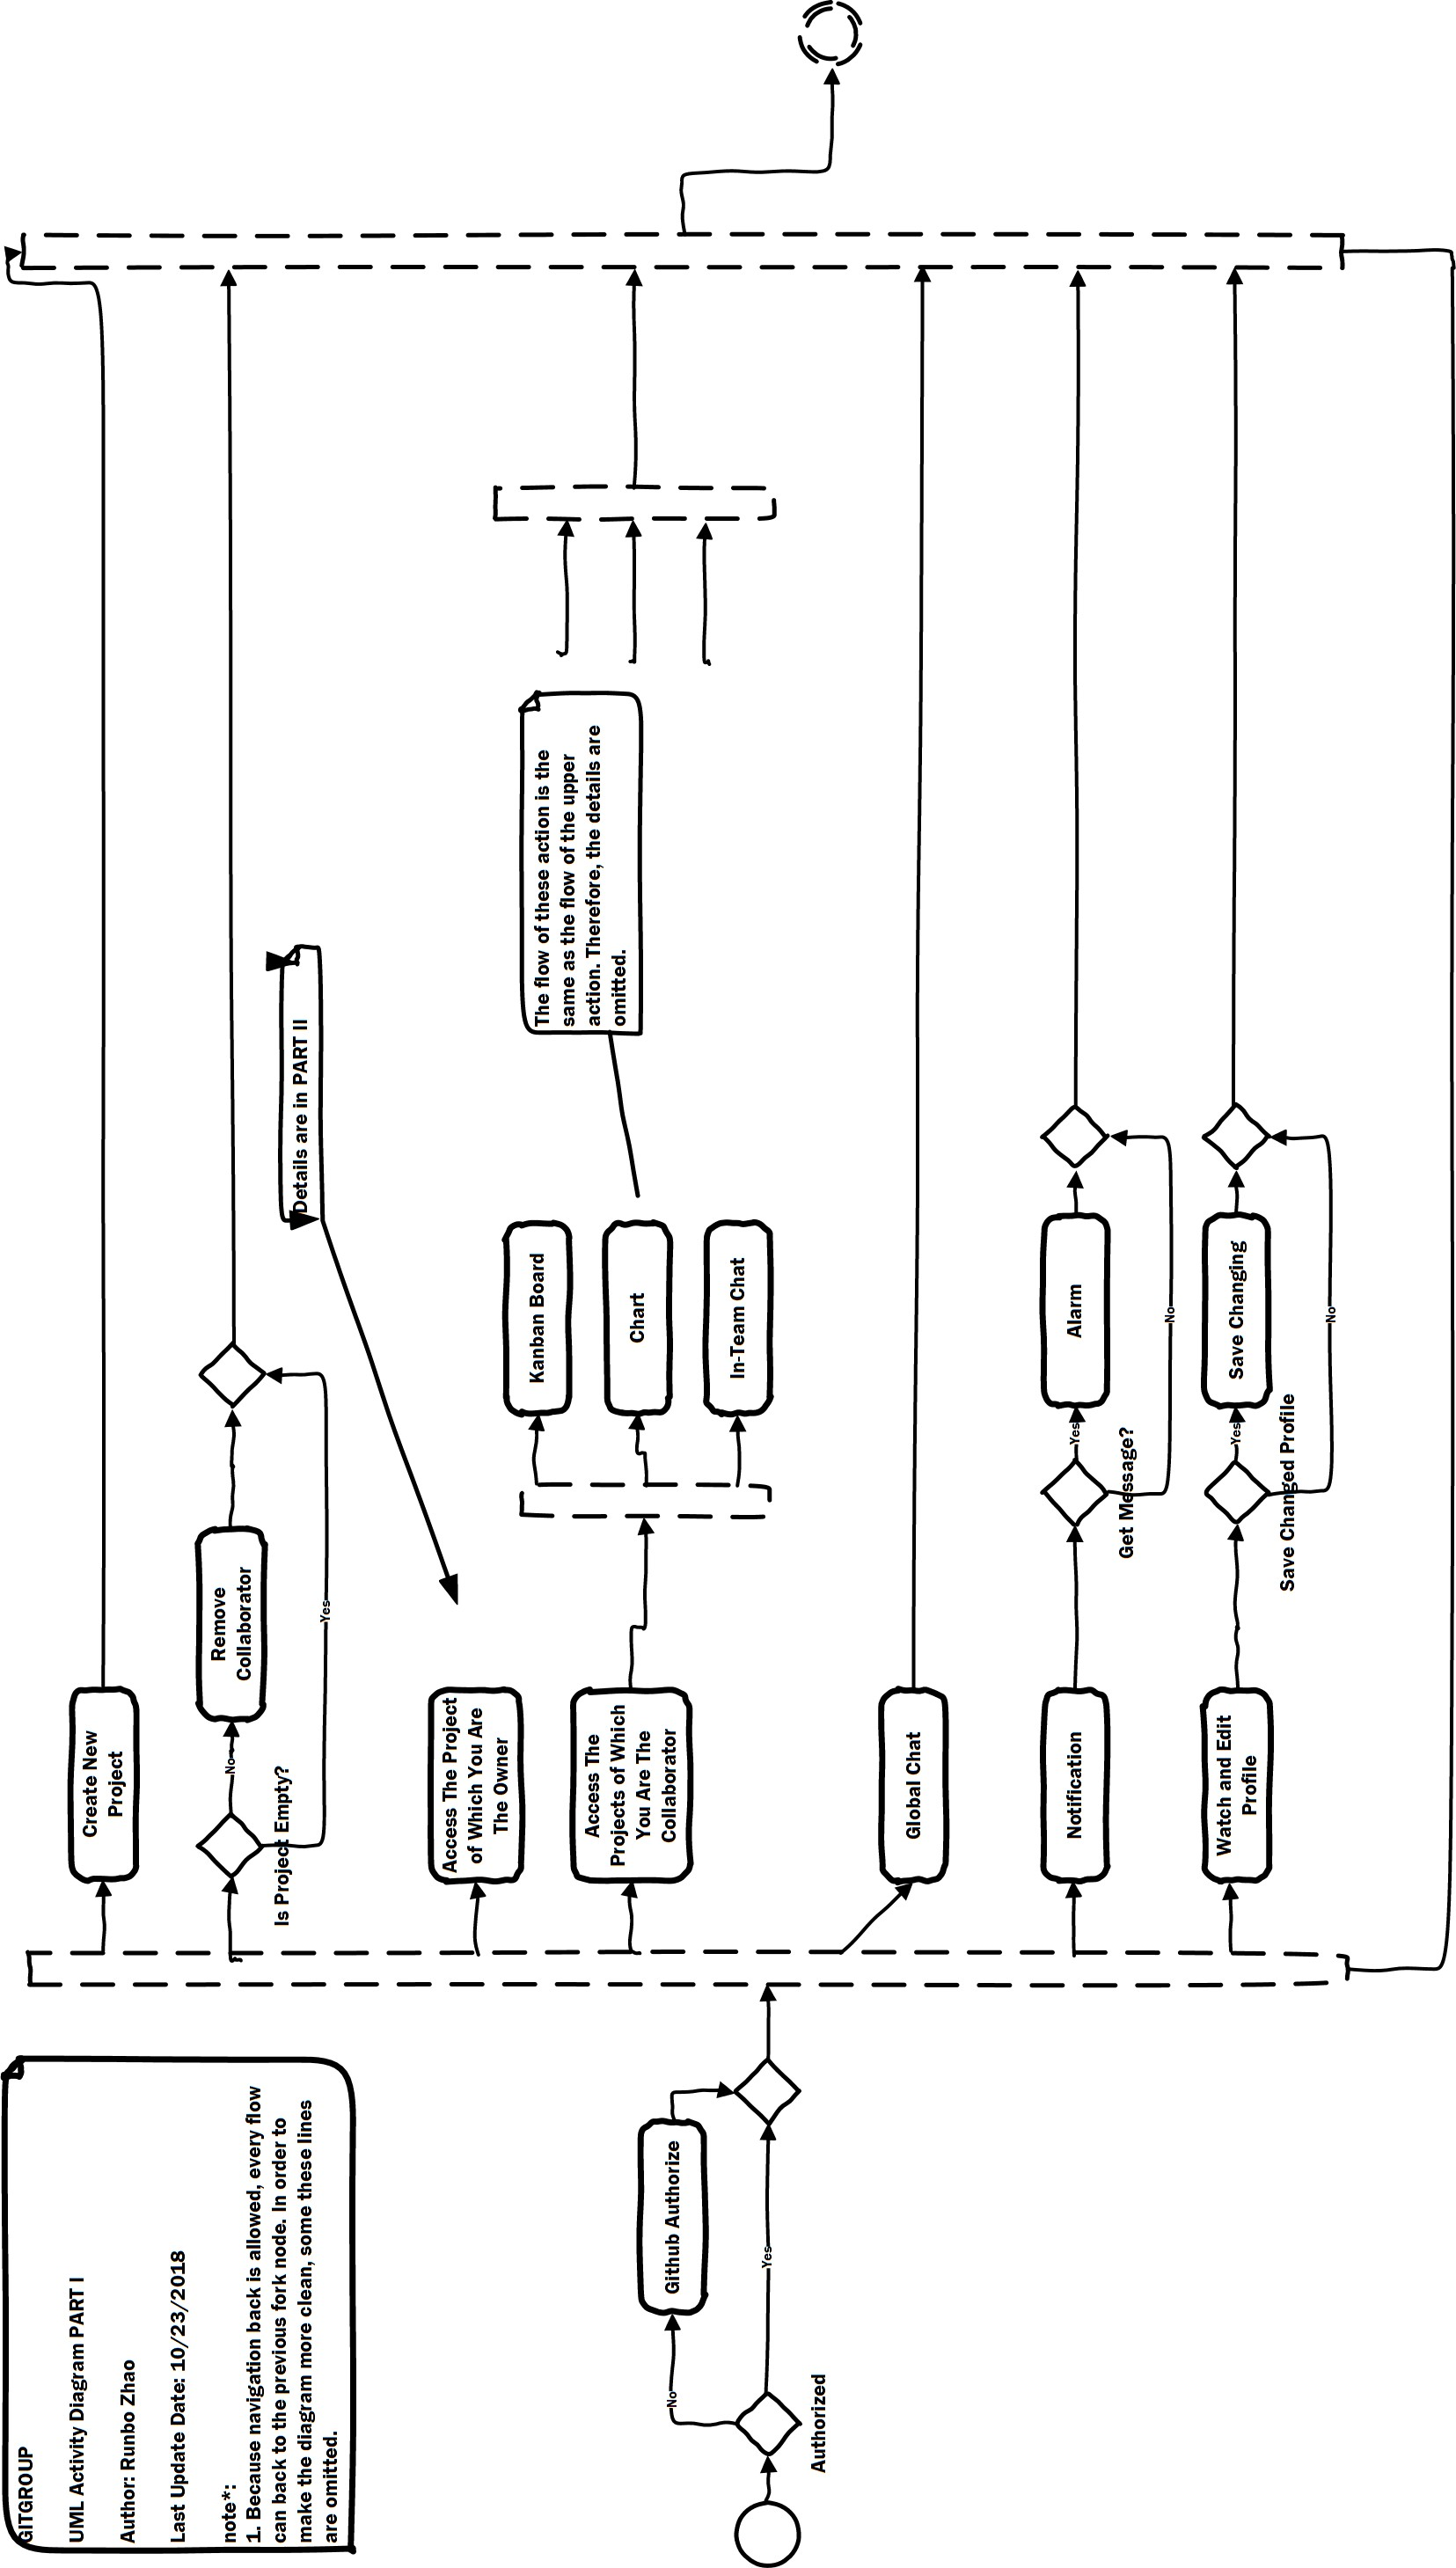 GITGROUP
UML Activity Diagram PART I
Author: Runbo Zhao
Last Update Date: 10/23/2018
note*:
1. Because navigation back is allowed, every flow
can back to the previous fork node. In order to
make the diagram more clean, some these lines
are omitted.
Authorized
No
Yes
Github Authorize
Create New
Project
Is Project Empty?
No
Yes
Remove
Collaborator
Details are in PART II
Access The Project
of Which You Are
The Owner
Access The
Projects of Which
You Are The
Collaborator
Kanban Board
Chart
In-Team Chat
The flow of these action is the
same as the flow of the upper
action. Therefore, the details are
omitted.
Global Chat
Notification
Get Message?
Yes
No
Alarm
Watch and Edit
Profile
Save Changed Profile
Yes
No
Save Changing